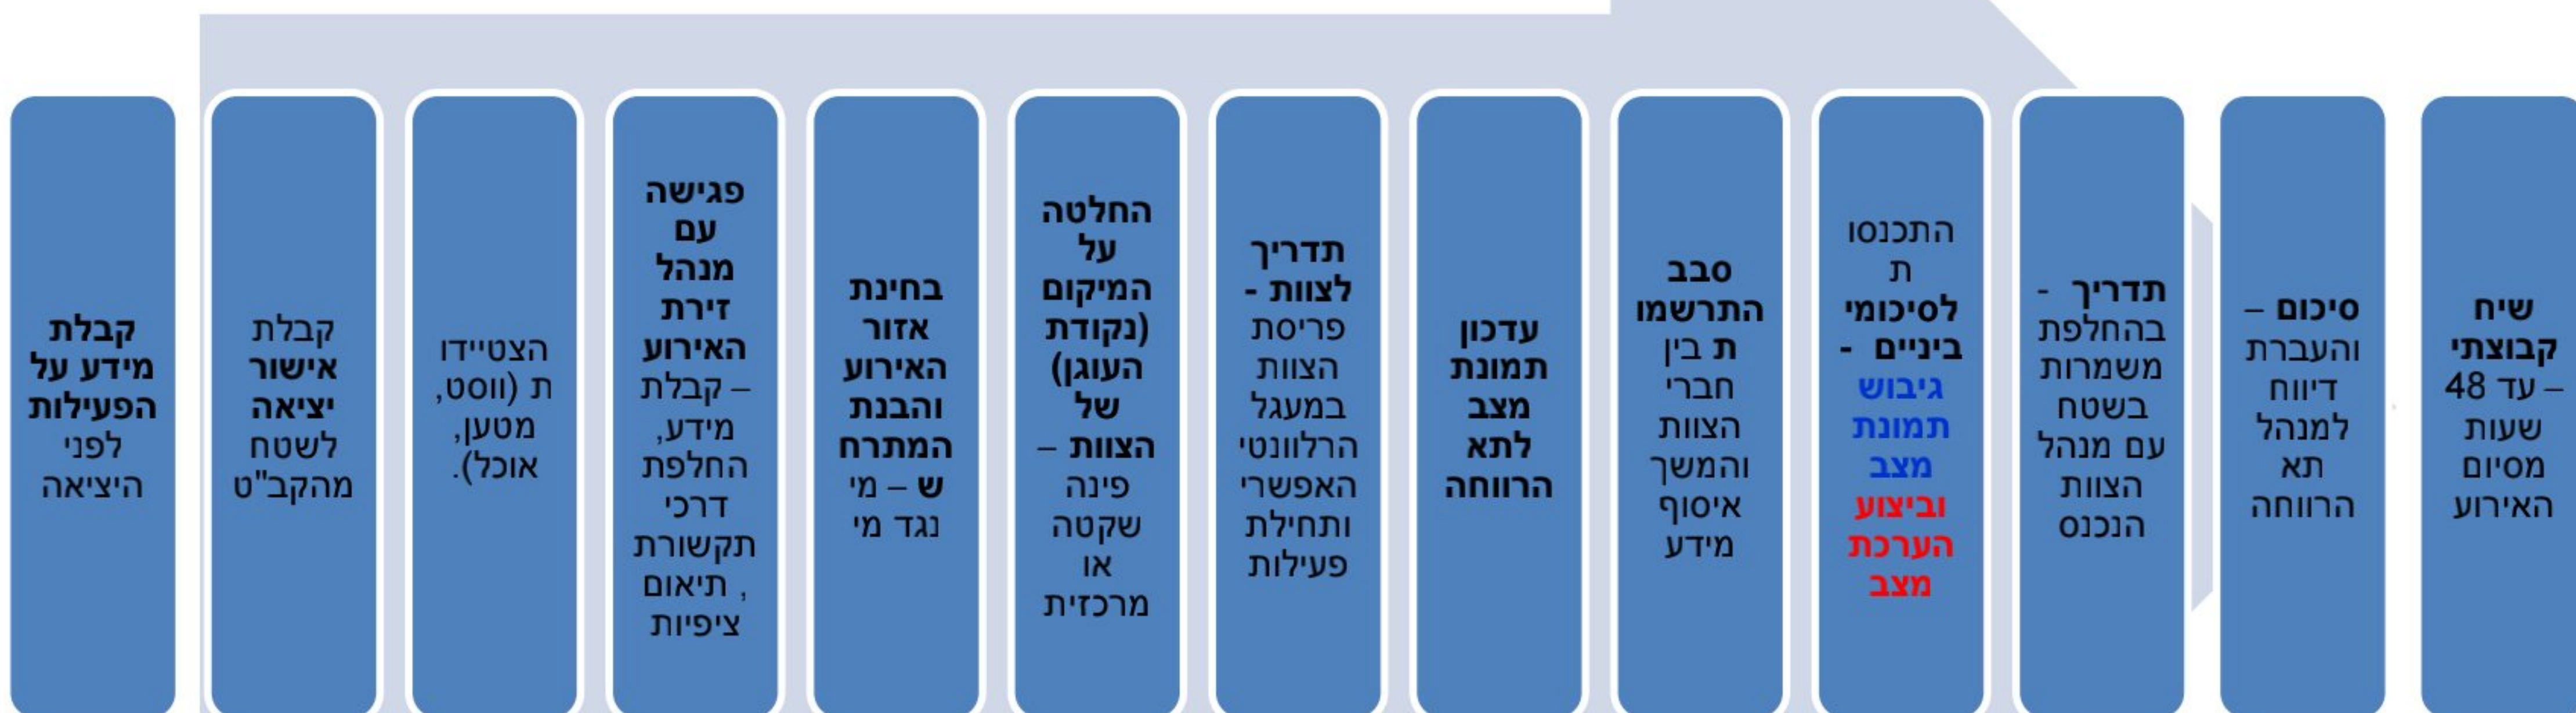 קבלת
מידע על
הפעילות
לפני
היציאה
קבלת
אישור
יציאה
לשטח
מהקב"ט
הצטיידו
ת (ווסט,
מטען,
אוכל).
פגישה
עם
מנהל
זירת
האירוע
– קבלת
מידע,
החלפת
דרכי
תקשורת
, תיאום
ציפיות
בחינת
אזור
האירוע
והבנת
המתרח
ש – מי
נגד מי
החלטה
על
המיקום
(נקודת
העוגן)
של
הצוות –
פינה
שקטה
או
מרכזית
תדריך
לצוות -
פריסת
הצוות
במעגל
הרלוונטי
האפשרי
ותחילת
פעילות
עדכון
תמונת
מצב
לתא
הרווחה
סבב
התרשמו
ת בין
חברי
הצוות
והמשך
איסוף
מידע
התכנסו
ת
לסיכומי
ביניים -
גיבוש
תמונת
מצב
וביצוע
הערכת
מצב
תדריך -
בהחלפת
משמרות
בשטח
עם מנהל
הצוות
הנכנס
סיכום –
והעברת
דיווח
למנהל
תא
הרווחה
שיח
קבוצתי
– עד 48
שעות
מסיום
האירוע